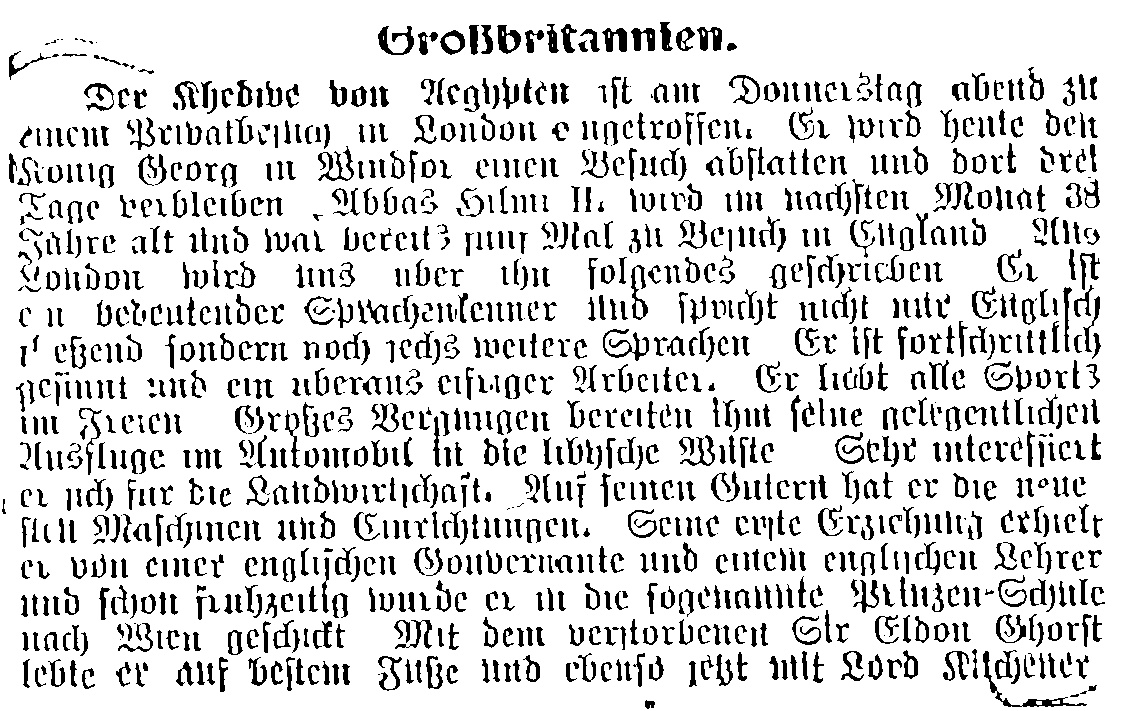 Großbritannien.
Der Khedive von Aegypten ist am Donnerstag abend zu
einem Privatbesuch in London eingetroffen. Er wird heute den
König Georg in Windsor einen Besuch abstatten und dort drei
Tage verbleiben. Abbas Hilmi II. wird im nächsten Monat 38
Jahre alt und war bereits fünf Mal zu Besuch in England. Aus
London wird uns über ihn folgendes geschrieben: Er ist
ein bedeutender Sprachenkenner und spricht nicht nur Englisch
fließend sondern noch sechs weitere Sprachen. Er ist fortschrittlich
gesinnt und ein überaus eifriger Arbeiter. Er liebt alle Sports
im Freien. Großes Vergnügen bereiten ihm seine gelegentlichen
Ausflüge im Automobil in die libysche Wüste. Sehr interessiert
er sich für die Landwirtschaft. Auf seinen Gütern hat er die neue-
sten Maschinen und Einrichtungen. Seine erste Erziehung erhielt
er von einer englischen Gouvernante und einem englischen Lehrer
und schon frühzeitig wurde er in die sogenannte Prinzen-Schule
nach Wien geschickt. Mit dem verstorbenen Sir Eldon Ghorst
lebte er auf bestem Fuße und ebenso jetzt mit Lord Kitchener